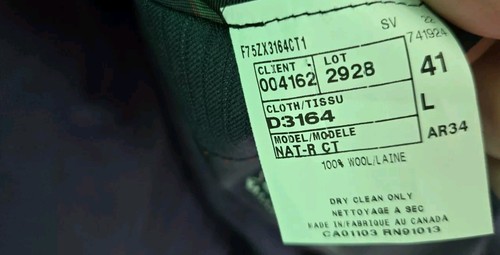 SV 22
741924
F75ZX3164CT1
CLIENT LOT
004162 2928 41
CLOTH/TISSU
D3164 L
MODEL/MODELE
NAT-R CT AR34
100% WOOL/LAINE
DRY CLEAN ONLY
NETTOYAGE A SEC
MADE IN/FABRIQUE AU CANADA
CA01103 RN91013